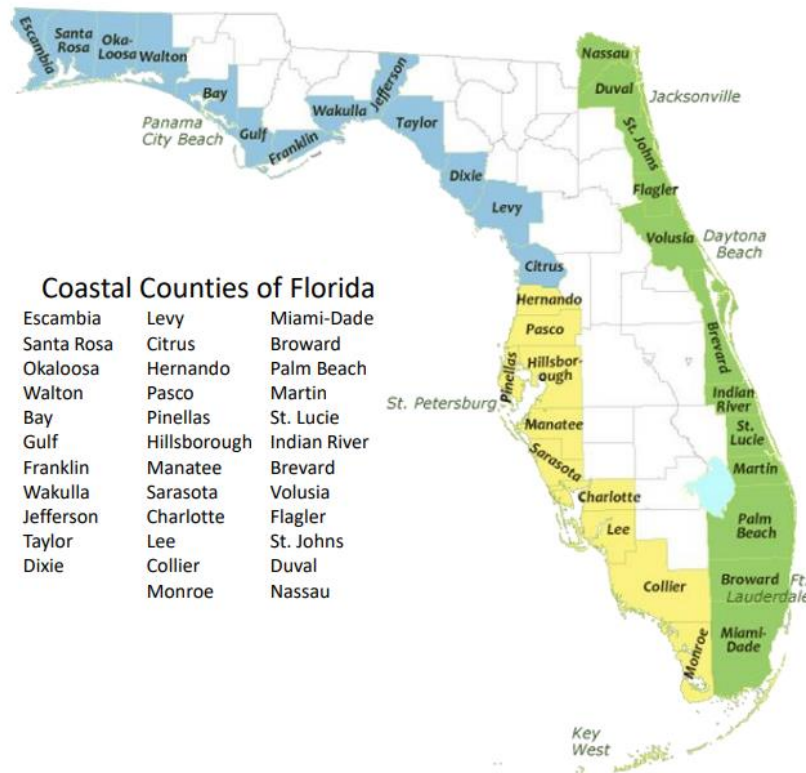 Escambia
Santa
Rosa
Oka-
Loosa
Walton
Bay
Panama
City Beach
Gulf
Franklin
Wakulla
Jefferson
Taylor
Dixie
Levy
Citrus
Nassau
Duval
Jacksonville
St. Johns
Flagler
Volusia
Daytona
Beach
Hernando
Pasco
Pinellas
Hillsbor-
ough
St. Petersburg
Manatee
Sarasota
Charlotte
Lee
Collier
Monroe
Brevard
Indian
River
St.
Lucie
Martin
Palm
Beach
Broward
Ft.
Lauderdale
Miami-
Dade
Key
West
Coastal Counties of Florida
Escambia Levy Miami-Dade
Santa Rosa Citrus Broward
Okaloosa Hernando Palm Beach
Walton Pasco Martin
Bay Pinellas St. Lucie
Gulf Hillsborough Indian River
Franklin Manatee Brevard
Wakulla Sarasota Volusia
Jefferson Charlotte Flagler
Taylor Lee St. Johns
Dixie Collier Duval
Monroe Nassau